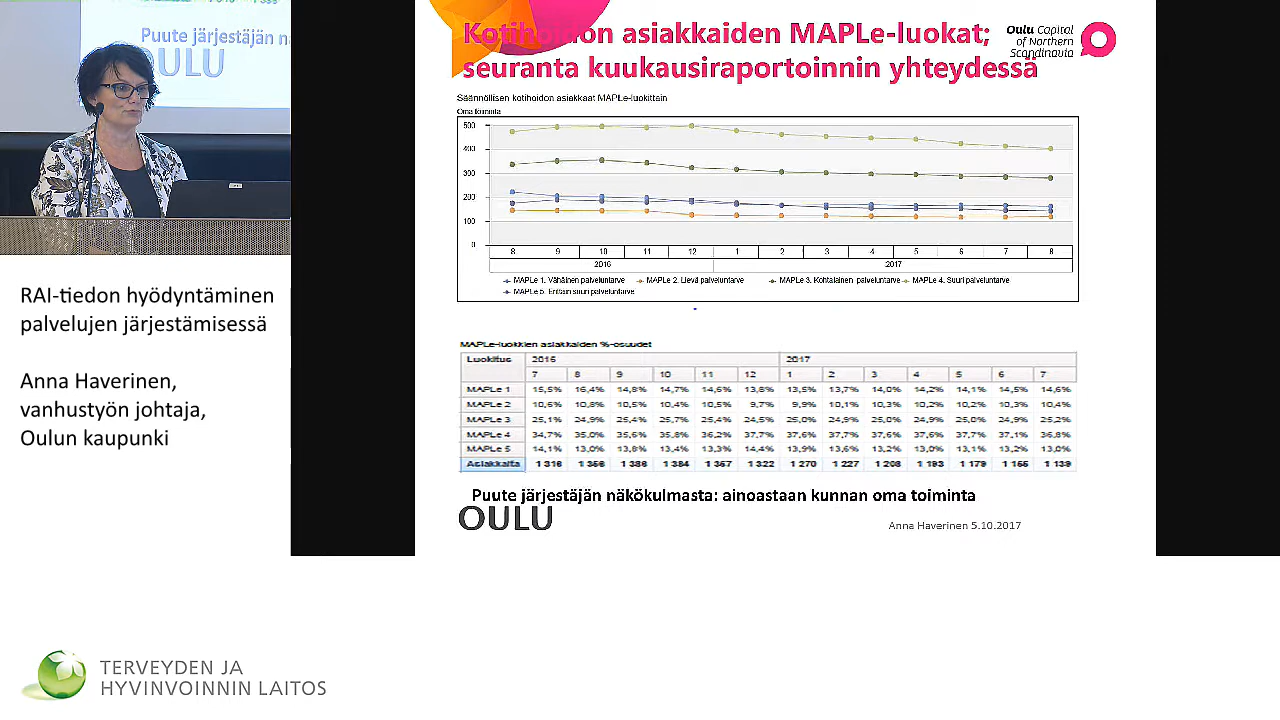 Puute järjestäjän n
OULU
RAI-tiedon hyödyntäminen
palvelujen järjestämisessä
Anna Haverinen,
vanhustyön johtaja,
Oulun kaupunki
TERVEYDEN JA
HYVINVOINNIN LAITOS
Kotihoidon asiakkaiden MAPLe-luokat;
seuranta kuukausiraportoinnin yhteydessä
Oulu Capital
of Northern
Scandinavia
Säännöllisen kotihoidon asiakkaat MAPLe-luokittain
Oma toiminta
500
400
300
200
100
0
8 9 10 11 12 1 2 3 4 5 6 7 8
2016 2017
MAPLe 1. Vähäinen palveluntarve MAPLe 2. Lievä palveluntarve MAPLe 3. Kohtalainen palveluntarve MAPLe 4. Suuri palveluntarve
MAPLe 5. Erittäin suuri palveluntarve
MAPLe-luokkien asiakkaiden %-osuudet
Luokitus 2016 2017
7 8 9 10 11 12 1 2 3 4 5 6 7
MAPLe 1 15,5% 16,4% 14,8% 14,7% 14,6% 13,8% 13,5% 13,7% 14,0% 14,2% 14,1% 14,5% 14,6%
MAPLe 2 10,6% 10,8% 10,5% 10,4% 10,5% 9,7% 9,9% 10,1% 10,3% 10,2% 10,2% 10,3% 10,4%
MAPLe 3 25,1% 24,9% 25,4% 25,7% 25,4% 24,5% 25,0% 24,9% 25,0% 24,9% 25,0% 24,9% 25,2%
MAPLe 4 34,7% 35,0% 35,6% 35,8% 36,2% 37,7% 37,6% 37,7% 37,6% 37,6% 37,7% 37,1% 36,8%
MAPLe 5 14,1% 13,0% 13,8% 13,4% 13,3% 14,4% 13,9% 13,6% 13,2% 13,0% 13,1% 13,2% 13,0%
Asiakkaita 1 316 1 356 1 386 1 384 1 357 1 322 1 270 1 227 1 208 1 193 1 179 1 155 1 139
Puute järjestäjän näkökulmasta: ainoastaan kunnan oma toiminta
OULU
Anna Haverinen 5.10.2017